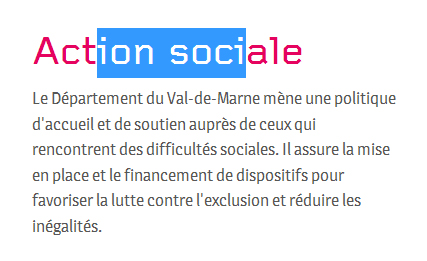 Action sociale
Le Département du Val-de-Marne mène une politique
d'accueil et de soutien auprès de ceux qui
rencontrent des difficultés sociales. Il assure la mise
en place et le financement de dispositifs pour
favoriser la lutte contre l'exclusion et réduire les
inégalités.